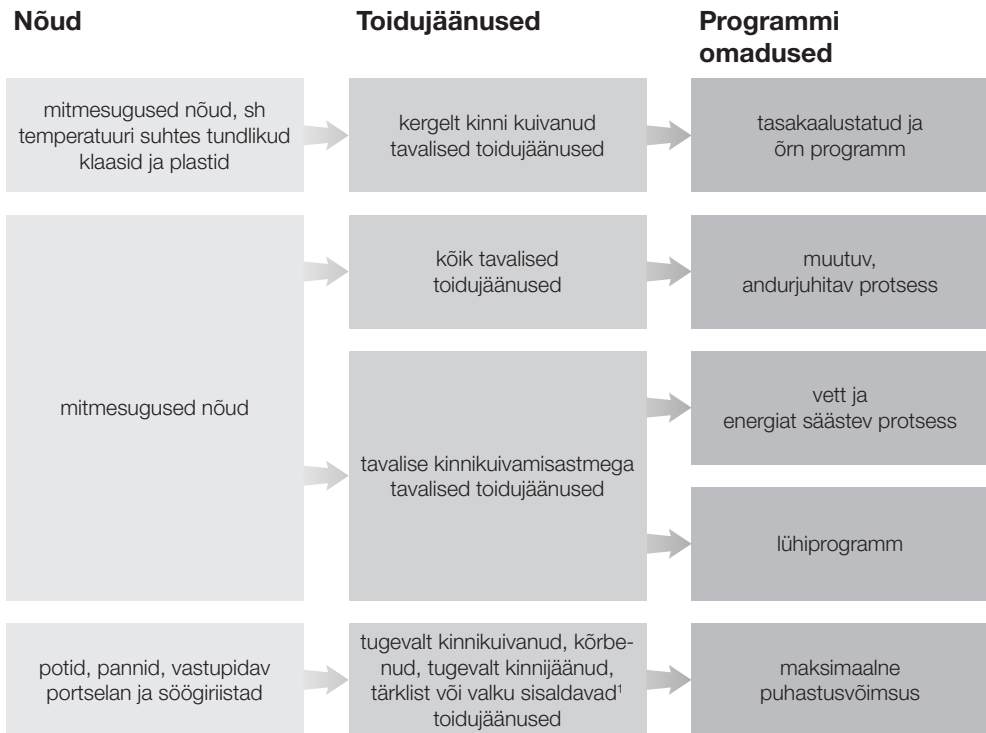 Nõud
Toidujäänused
Programmi
omadused
mitmesugused nõud, sh
temperatuuri suhtes tundlikud
klaasid ja plastid
kergelt kinni kuivanud
tavalised toidujäänused
tasakaalustatud ja
õrn programm
mitmesugused nõud
kõik tavalised
toidujäänused
muutuv,
andurjuhitav protsess
tavalise kinnikuivamisastmega
tavalised toidujäänused
vett ja
energiat säästev protsess
lühiprogramm
potid, pannid, vastupidav
portselan ja söögiriistad
tugevalt kinnikuivanud, kõrbe-
nud, tugevalt kinnijäänud,
tärklist või valku sisaldavad¹
toidujäänused
maksimaalne
puhastusvõimsus